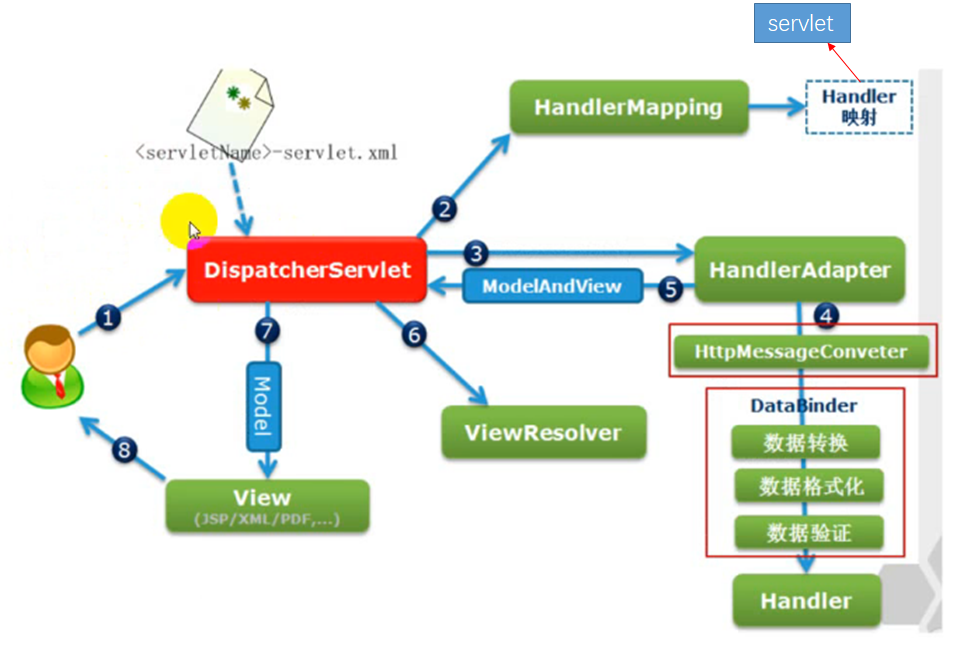 servlet
HandlerMapping
Handler
映射
<servletName>-servlet.xml
2
DispatcherServlet
3
HandlerAdapter
ModelAndView
5
1
7
6
4
HttpMessageConveter
Model
DataBinder
ViewResolver
数据转换
8
数据格式化
View
(JSP/XML/PDF,...)
数据验证
Handler